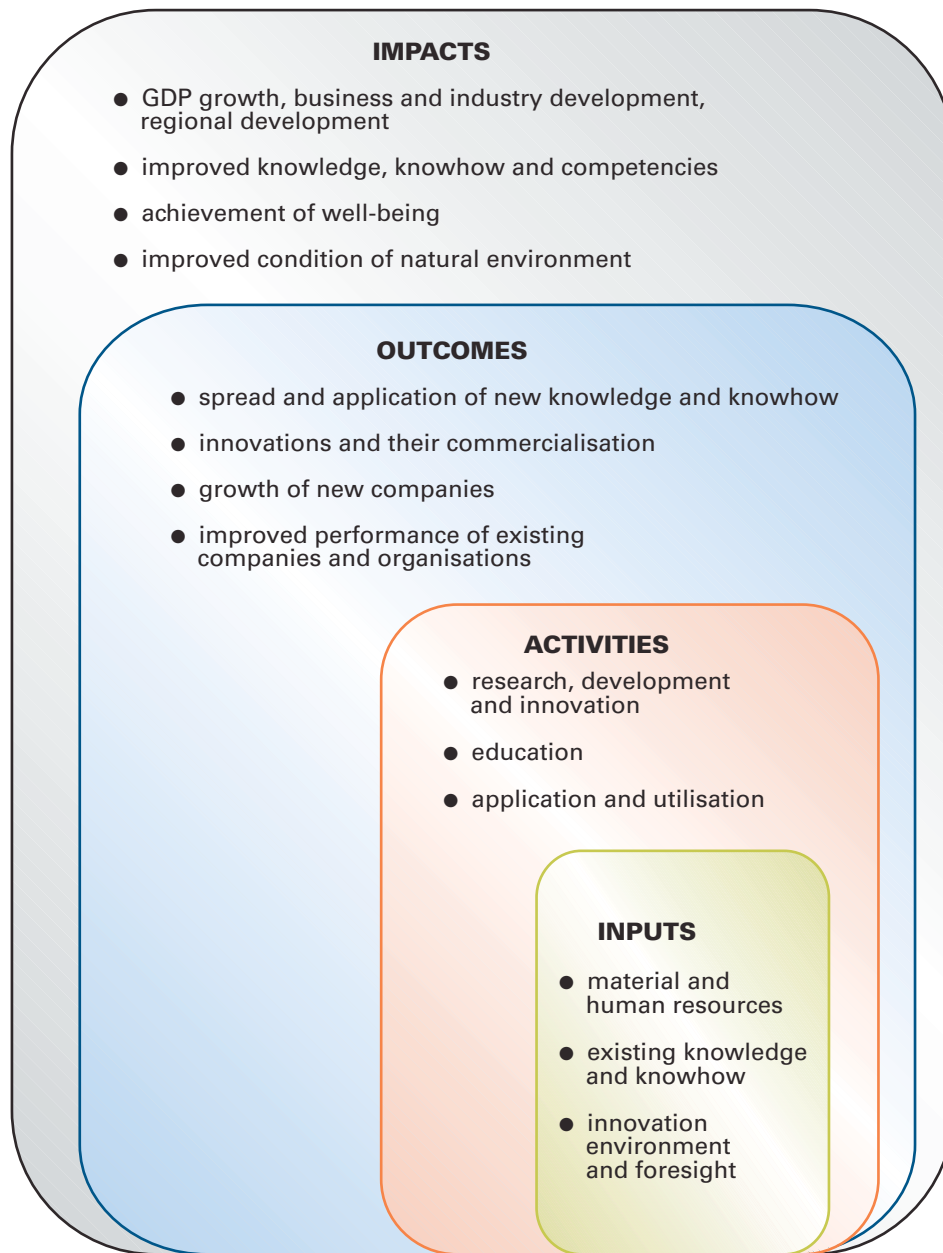 IMPACTS
● GDP growth, business and industry development,
regional development
● improved knowledge, knowhow and competencies
● achievement of well-being
● improved condition of natural environment
OUTCOMES
● spread and application of new knowledge and knowhow
● innovations and their commercialisation
● growth of new companies
● improved performance of existing
companies and organisations
ACTIVITIES
● research, development
and innovation
● education
● application and utilisation
INPUTS
● material and
human resources
● existing knowledge
and knowhow
● innovation
environment
and foresight